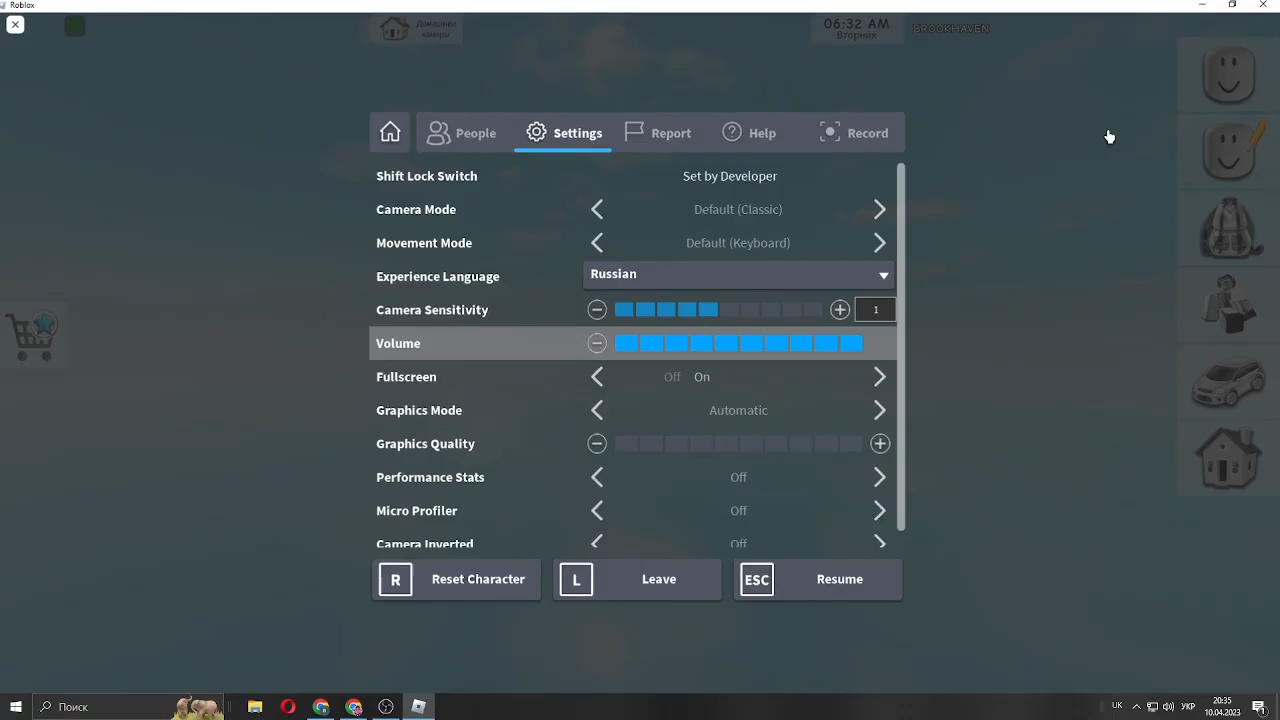 Roblox
Домашние
камеры
06:32 AM
Вторник
BROOKHAVEN
People
Settings
Report
Help
Record
Shift Lock Switch
Set by Developer
Camera Mode
Default (Classic)
Movement Mode
Default (Keyboard)
Experience Language
Russian
Camera Sensitivity
1
Volume
Fullscreen
Off On
Graphics Mode
Automatic
Graphics Quality
Performance Stats
Off
Micro Profiler
Off
Camera Inverted
Off
R Reset Character
L Leave
ESC Resume
Поиск
UK
УКР
20:35
10.04.2023